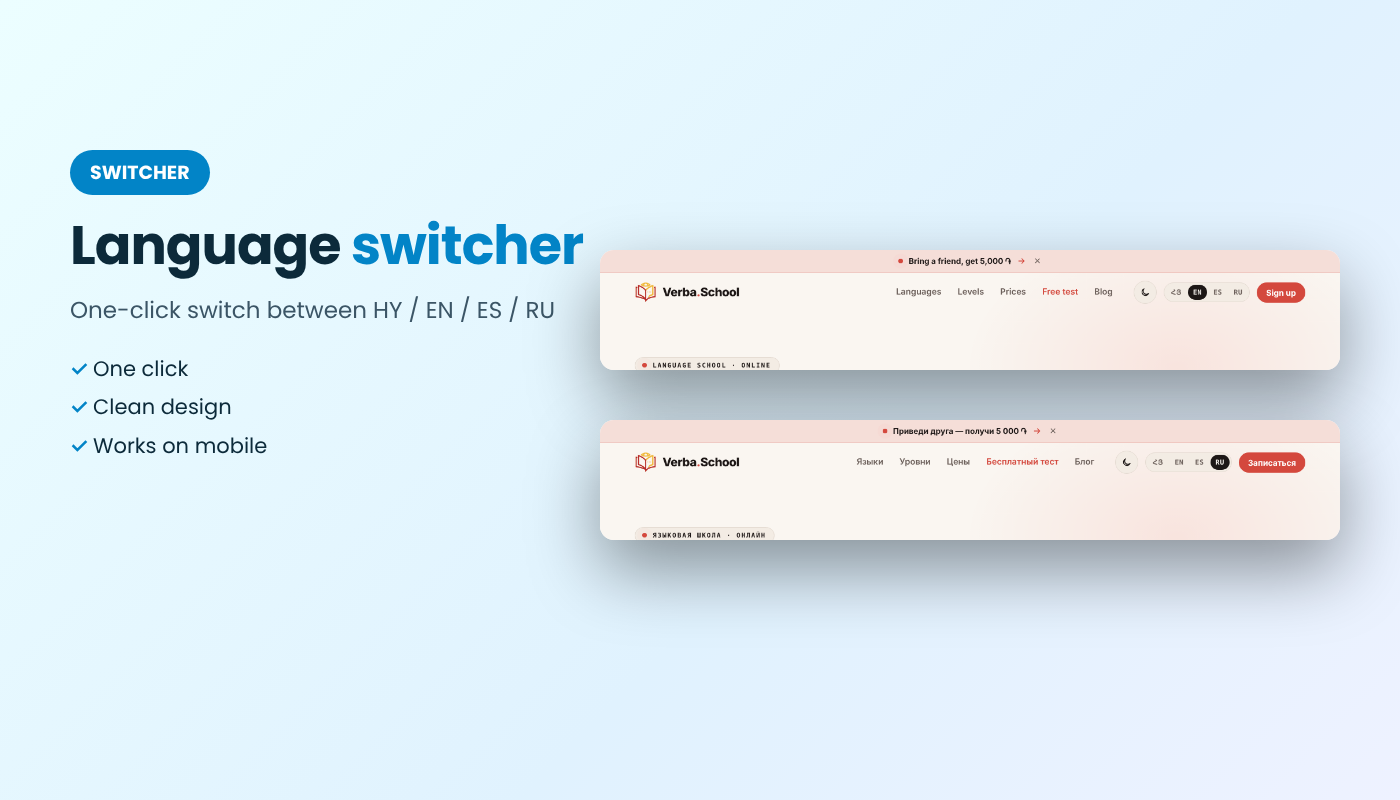 SWITCHER
Language switcher
One-click switch between HY / EN / ES / RU
✓ One click
✓ Clean design
✓ Works on mobile
Bring a friend, get 5,000 ֏ → ✕
Verba.School Languages Levels Prices Free test Blog ՀՅ EN ES RU Sign up
LANGUAGE SCHOOL · ONLINE
Приведи друга — получи 5 000 ֏ → ✕
Verba.School Языки Уровни Цены Бесплатный тест Блог ՀՅ EN ES RU Записаться
ЯЗЫКОВАЯ ШКОЛА · ОНЛАЙН